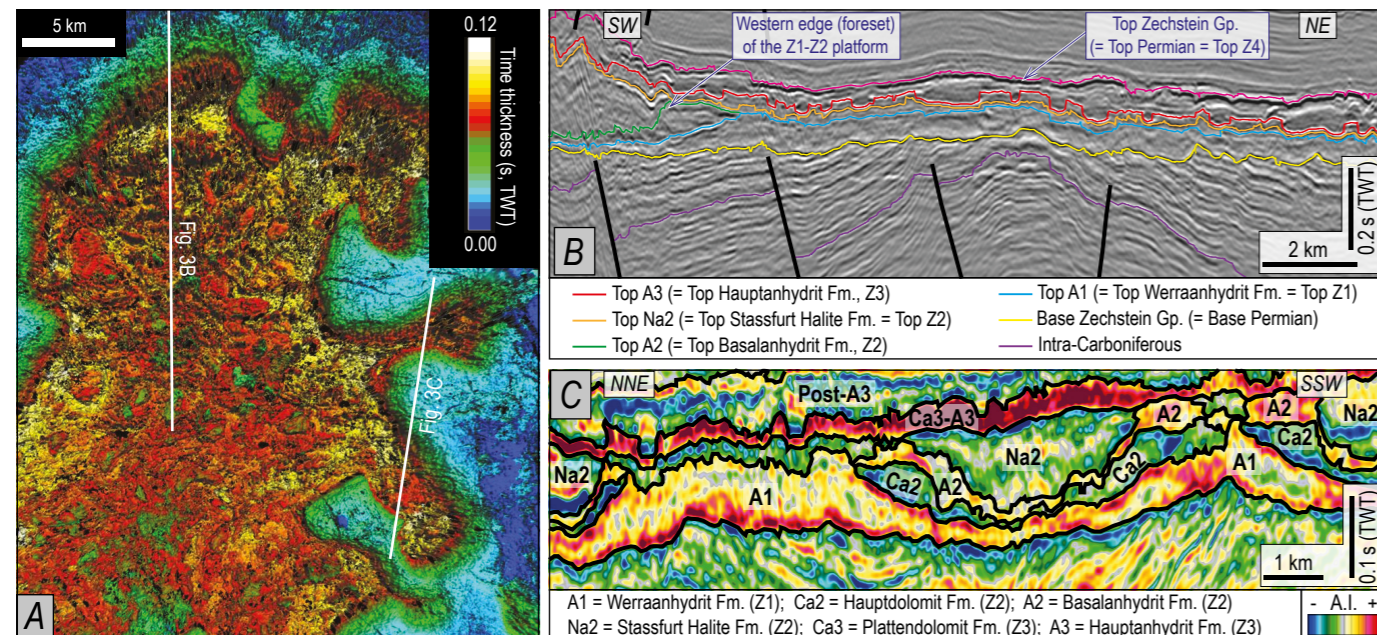 5 km
0.12
Time thickness (s, TWT)
0.00
Fig. 3B
Fig. 3C
A
SW
Western edge (foreset)
of the Z1-Z2 platform
Top Zechstein Gp.
(= Top Permian = Top Z4)
NE
0.2 s (TWT)
2 km
B
Top A3 (= Top Hauptanhydrit Fm., Z3)
Top Na2 (= Top Stassfurt Halite Fm. = Top Z2)
Top A2 (= Top Basalanhydrit Fm., Z2)
Top A1 (= Top Werraanhydrit Fm. = Top Z1)
Base Zechstein Gp. (= Base Permian)
Intra-Carboniferous
C
NNE
SSW
Post-A3
Ca3-A3
A2
A2
Na2
Na2
Na2
Ca2
Ca2
Ca2
A2
A1
A1
0.1 s (TWT)
1 km
A1 = Werraanhydrit Fm. (Z1); Ca2 = Hauptdolomit Fm. (Z2); A2 = Basalanhydrit Fm. (Z2)
Na2 = Stassfurt Halite Fm. (Z2); Ca3 = Plattendolomit Fm. (Z3); A3 = Hauptanhydrit Fm. (Z3)
- A.I. +